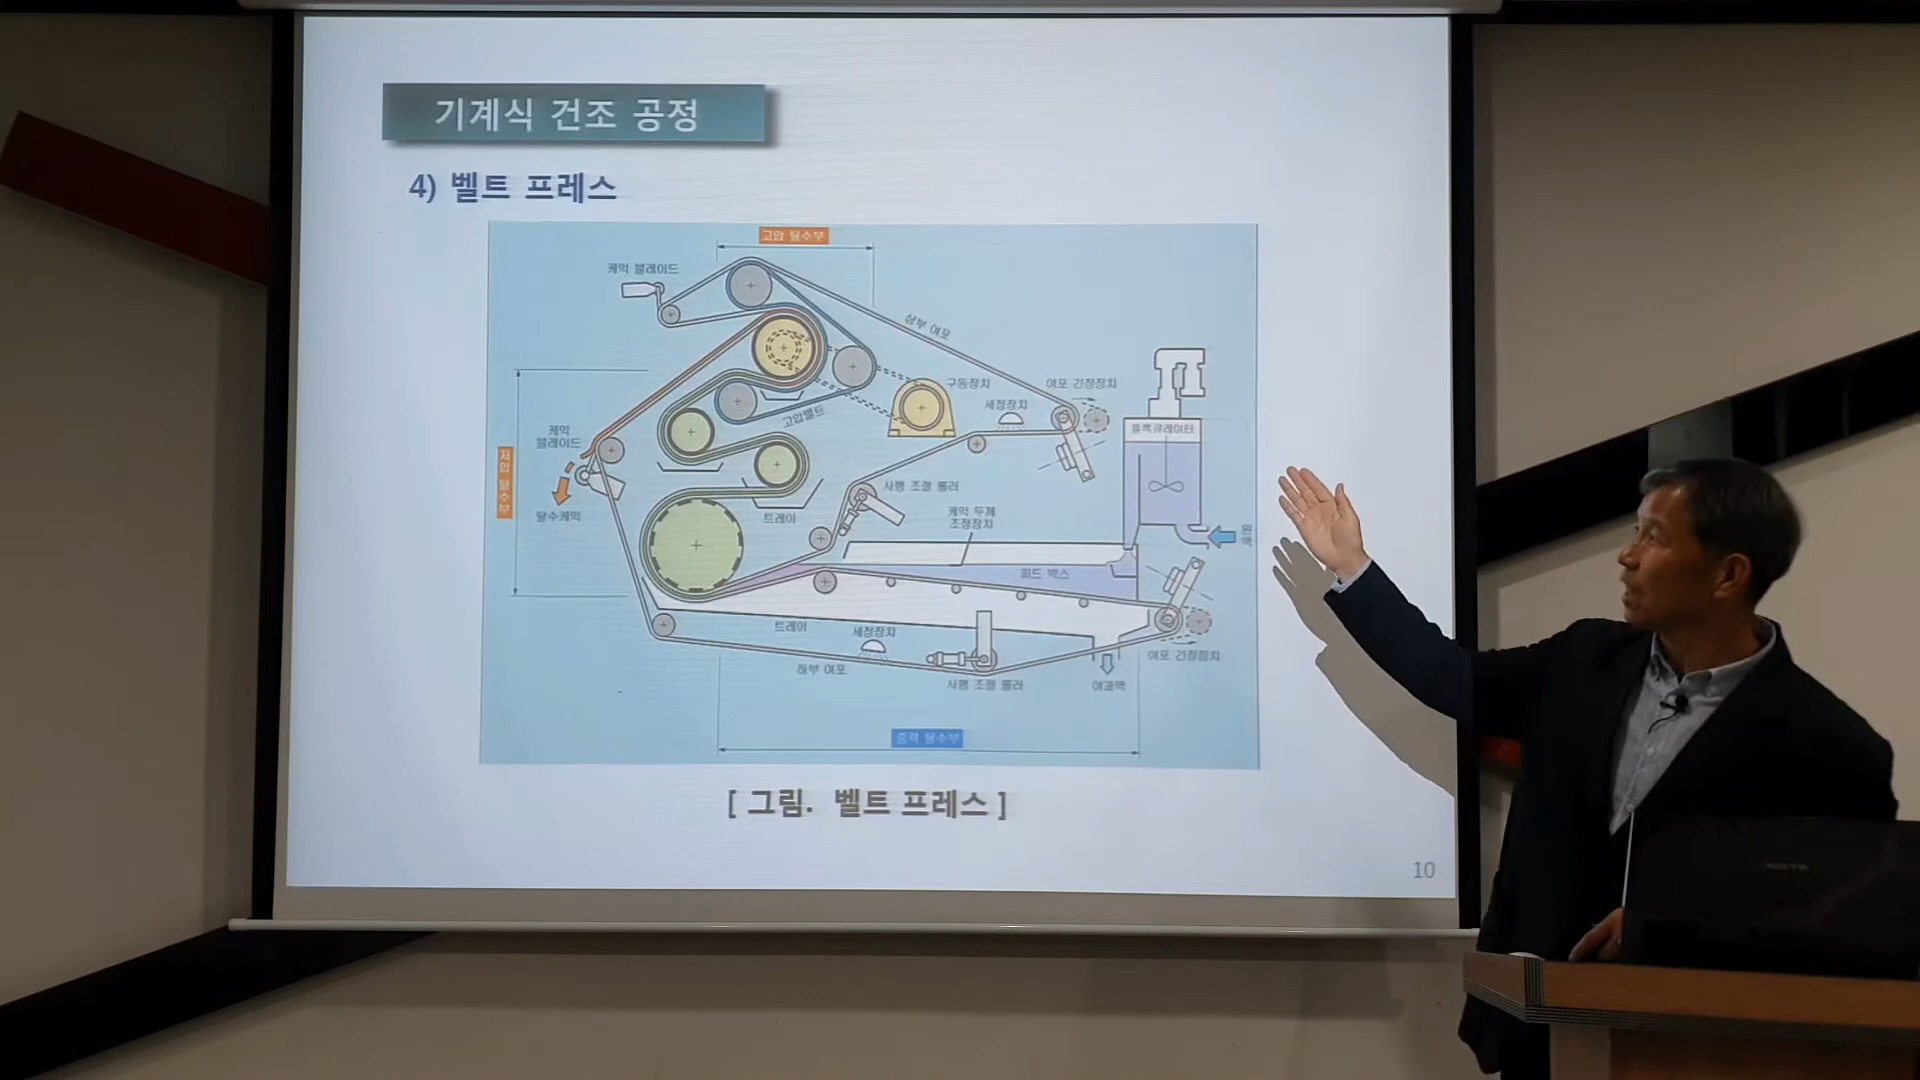 기계식 건조 공정
4) 벨트 프레스
고압 탈수부
케익 블레이드
상부 여포
구동장치
여포 긴장장치
세정장치
고압벨트
플록큐레이터
케익
블레이드
저압 탈수부
탈수케익
사행 조절 롤러
케익 두께
조정장치
트레이
원액
피드 박스
트레이
세정장치
하부 여포
사행 조절 롤러
여과액
여포 긴장장치
중력 탈수부
[ 그림. 벨트 프레스 ]
10